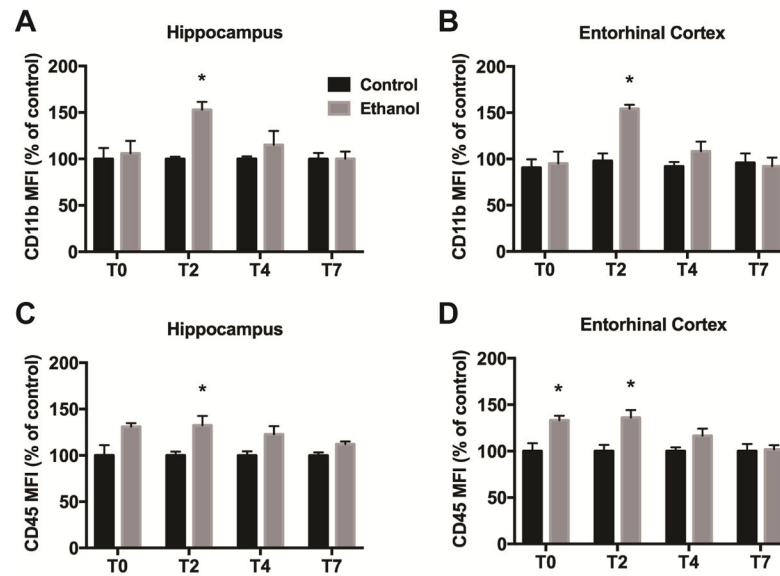 A
Hippocampus
CD11b MFI (% of control)
200
150
100
50
0
*
Control
Ethanol
T0 T2 T4 T7
B
Entorhinal Cortex
CD11b MFI (% of control)
200
150
100
50
0
*
T0 T2 T4 T7
C
Hippocampus
CD45 MFI (% of control)
200
150
100
50
0
*
T0 T2 T4 T7
D
Entorhinal Cortex
CD45 MFI (% of control)
200
150
100
50
0
* *
T0 T2 T4 T7